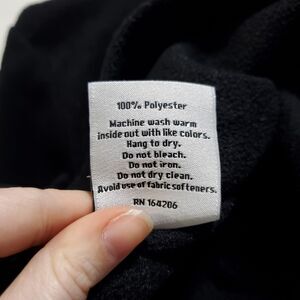 100% Polyester
Machine wash warm
inside out with like colors.
Hang to dry.
Do not bleach.
Do not iron.
Do not dry clean.
Avoid use of fabric softeners.
RN 164206